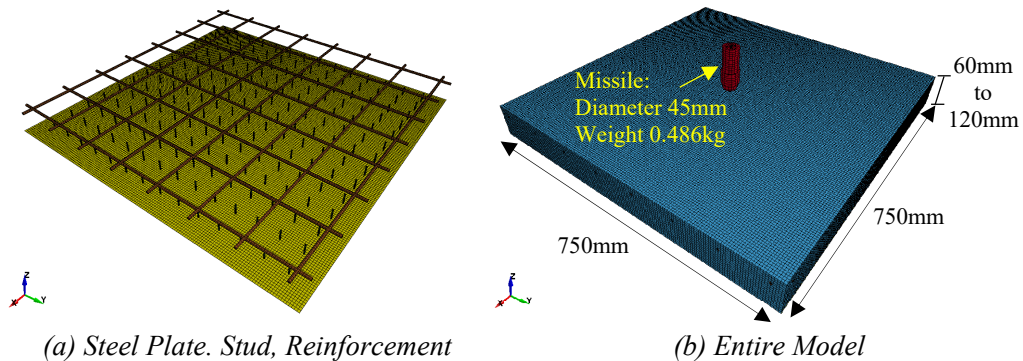 Missile:
Diameter 45mm
Weight 0.486kg
60mm
to
120mm
750mm
750mm
Z
X
Y
Z
X
Y
(a) Steel Plate. Stud, Reinforcement
(b) Entire Model